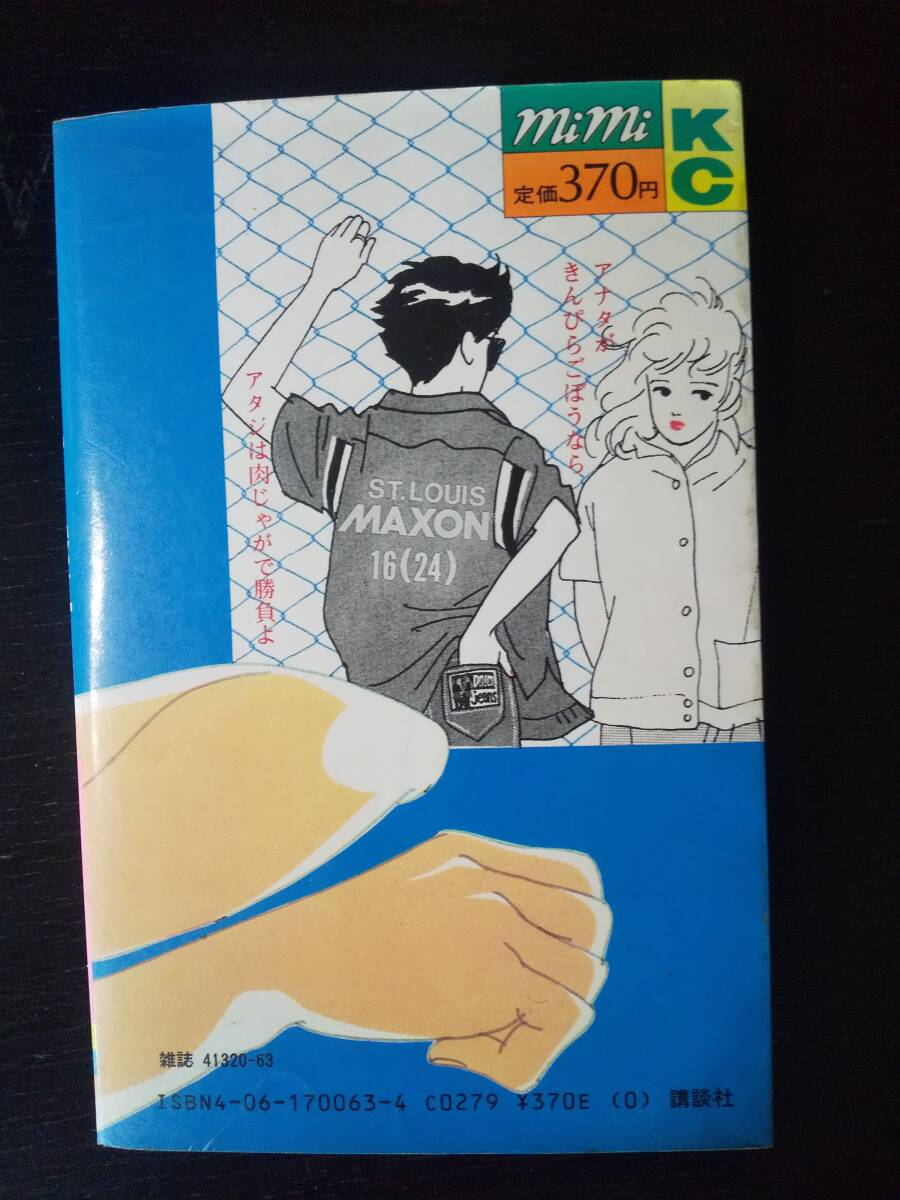 mimi
KC
定価370円
アナタが
きんぴらごぼうなら
アタシは肉じゃがで勝負よ
ST.LOUIS
MAXON
16(24)
Jeans
雑誌 41320-63
ISBN4-06-170063-4 C0279 ¥370E (0) 講談社